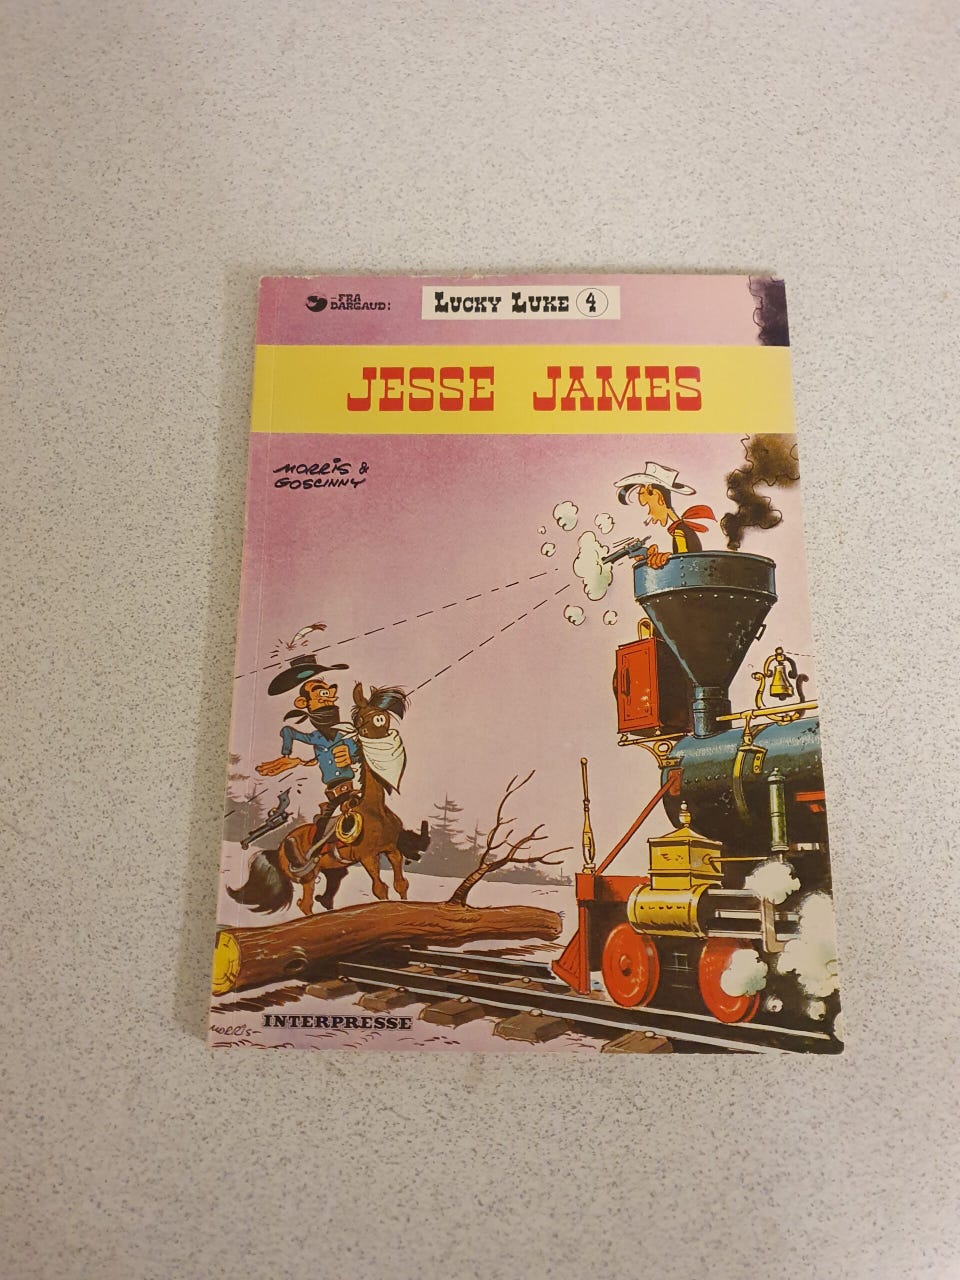 -FRA
DARGAUD:
LUCKY LUKE 4
JESSE JAMES
MORRIS &
GOSCINNY
INTERPRESSE
MORRIS-